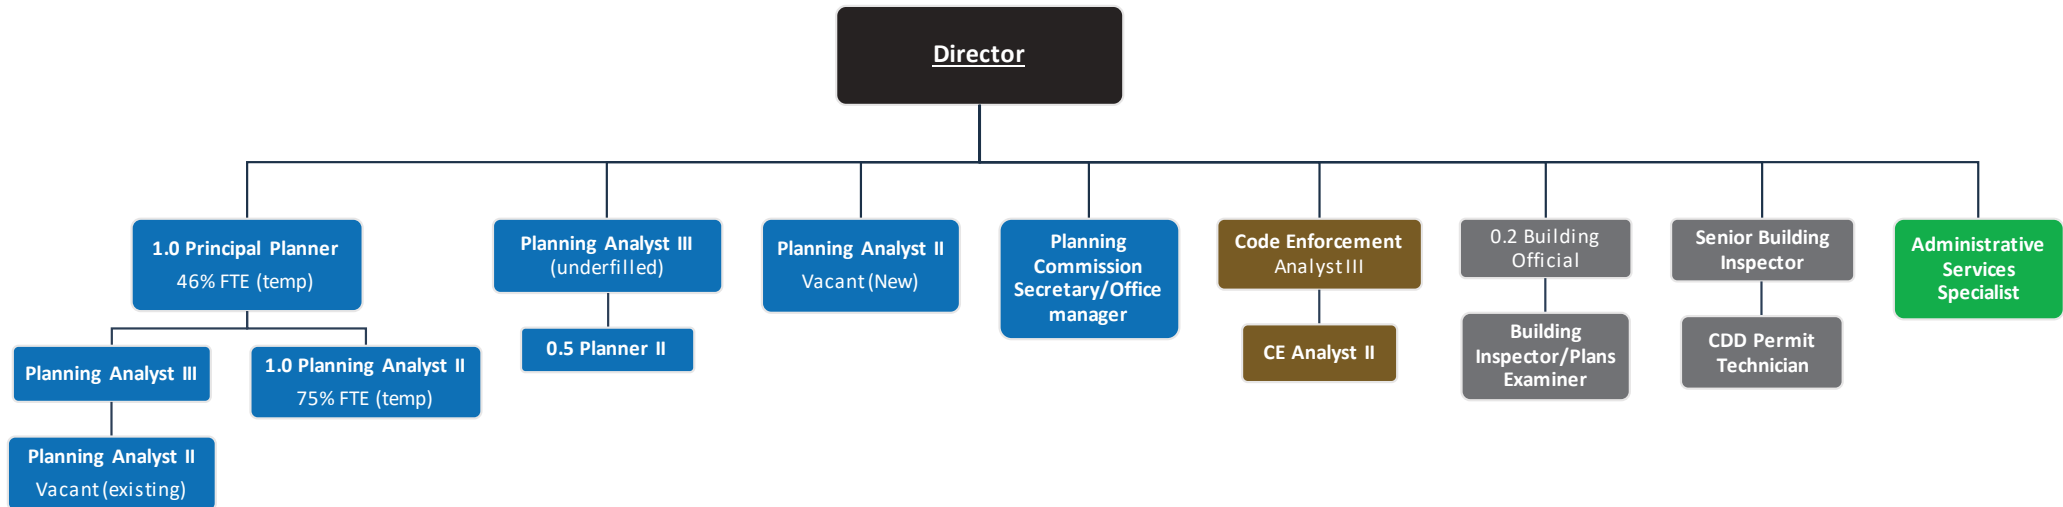 Director
1.0 Principal Planner
46% FTE (temp)
Planning Analyst III
(underfilled)
Planning Analyst II
Vacant (New)
Planning
Commission
Secretary/Office
manager
Code Enforcement
Analyst III
0.2 Building
Official
Senior Building
Inspector
Administrative
Services
Specialist
Planning Analyst III
1.0 Planning Analyst II
75% FTE (temp)
0.5 Planner II
CE Analyst II
Building
Inspector/Plans
Examiner
CDD Permit
Technician
Planning Analyst II
Vacant (existing)